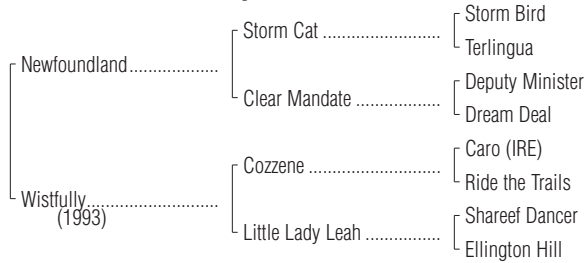 Storm Bird
Storm Cat ........................
Terlingua
Newfoundland..................
Deputy Minister
Clear Mandate .................
Dream Deal
Caro (IRE)
Cozzene ...........................
Ride the Trails
Wistfully...........................
(1993)
Shareef Dancer
Little Lady Leah ...............
Ellington Hill